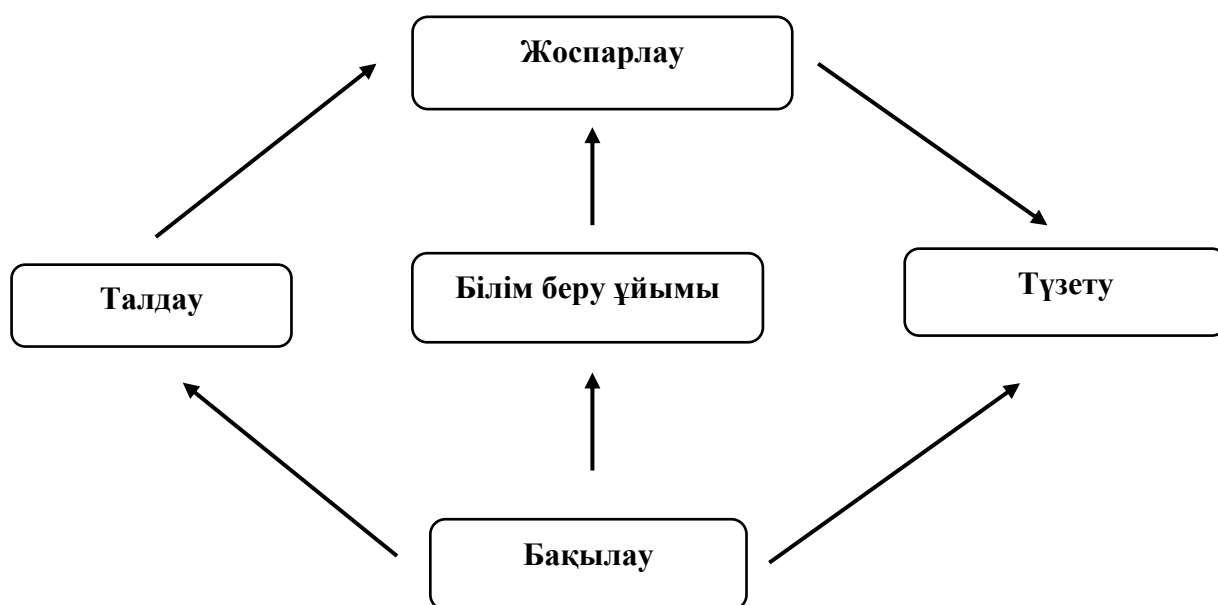 Жоспарлау
Талдау
Білім беру ұйымы
Түзету
Бақылау